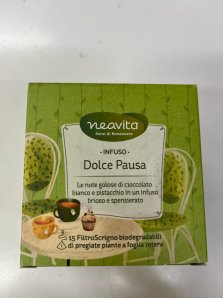 neavita
Semi di Benessere
• INFUSO •
Dolce Pausa
Le note golose di cioccolato
bianco e pistacchio in un infuso
brioso e spensierato
15 FiltroScrigno biodegradabili
di pregiate piante a foglia intera